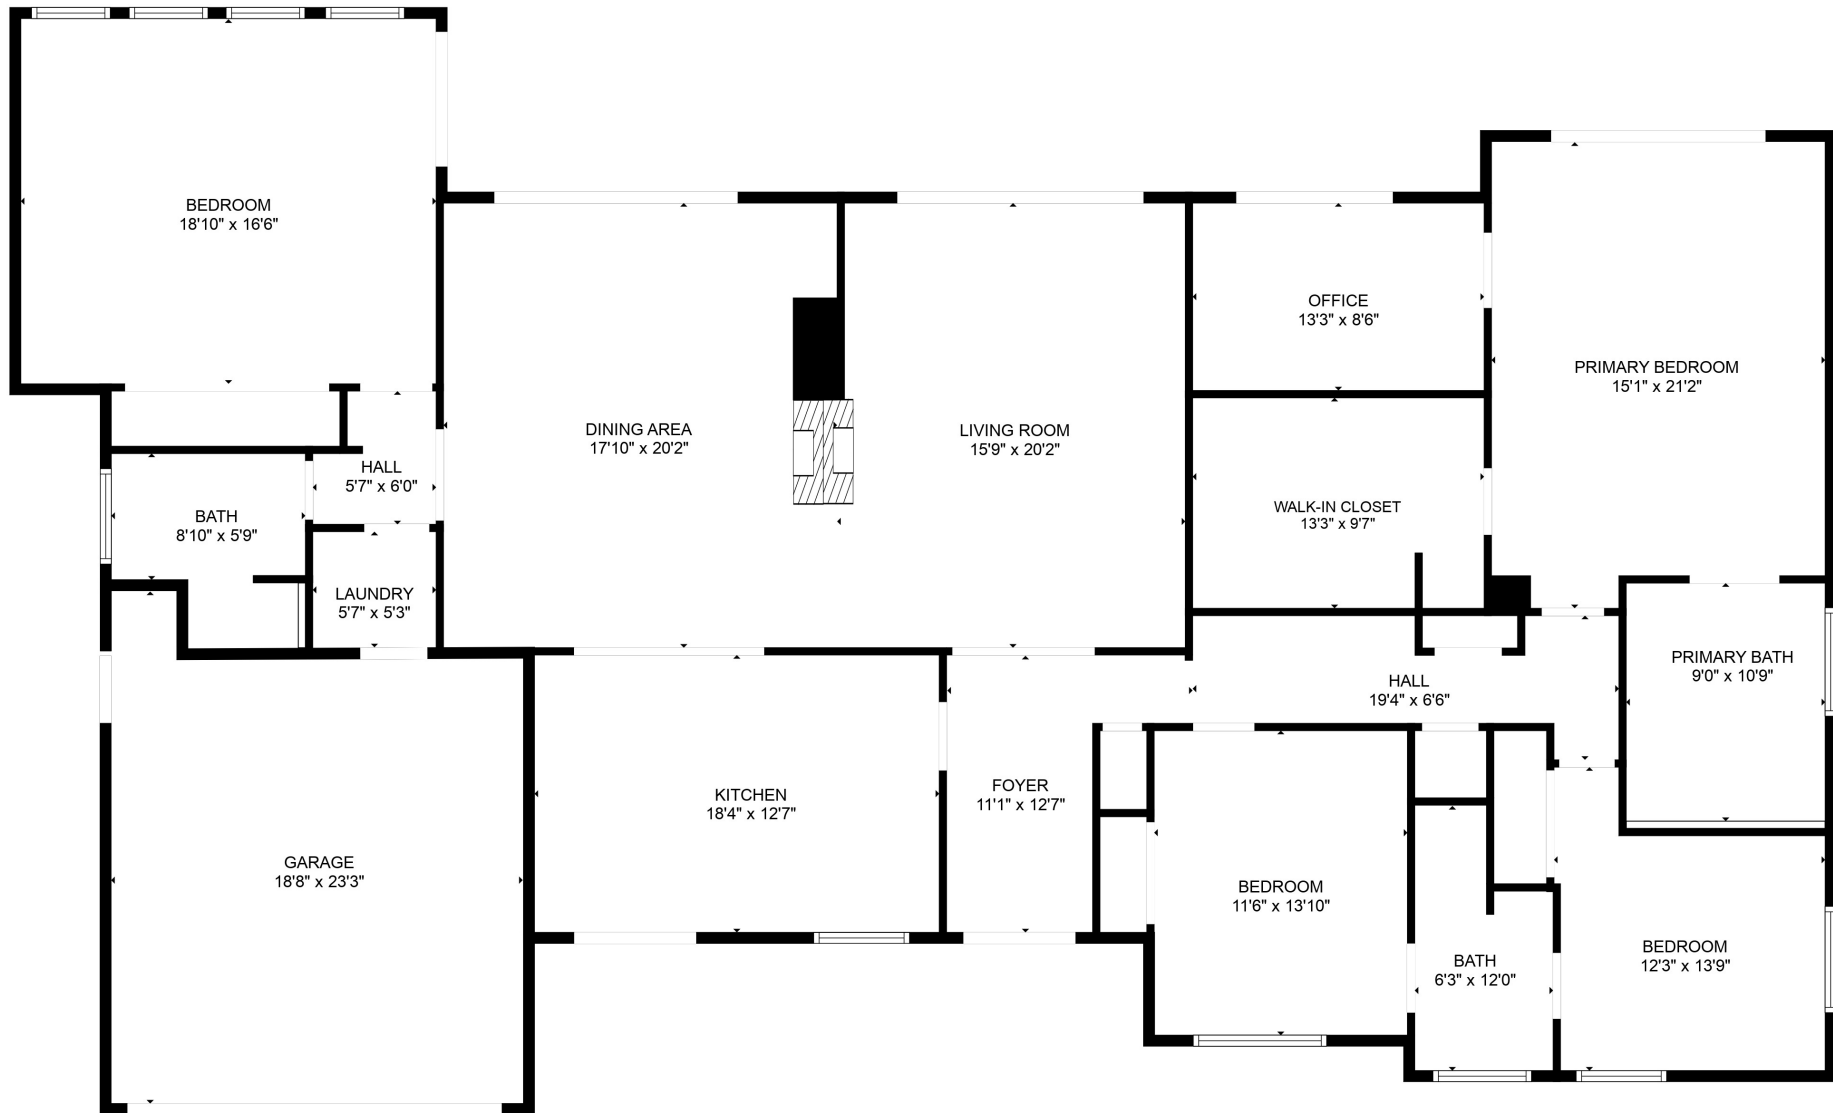 BEDROOM
18'10" x 16'6"
OFFICE
13'3" x 8'6"
PRIMARY BEDROOM
15'1" x 21'2"
DINING AREA
17'10" x 20'2"
LIVING ROOM
15'9" x 20'2"
HALL
5'7" x 6'0"
WALK-IN CLOSET
13'3" x 9'7"
BATH
8'10" x 5'9"
LAUNDRY
5'7" x 5'3"
PRIMARY BATH
9'0" x 10'9"
HALL
19'4" x 6'6"
FOYER
11'1" x 12'7"
KITCHEN
18'4" x 12'7"
GARAGE
18'8" x 23'3"
BEDROOM
11'6" x 13'10"
BATH
6'3" x 12'0"
BEDROOM
12'3" x 13'9"